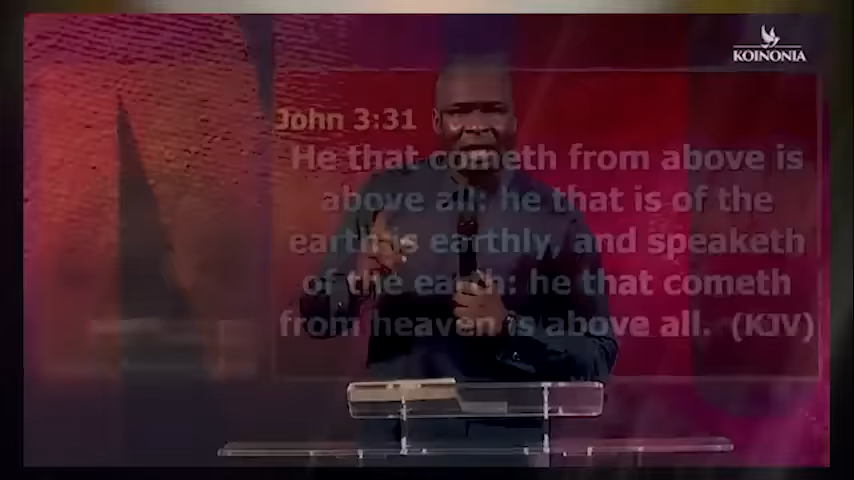 KOINONIA
John 3:31
He that cometh from above is
above all: he that is of the
earth is earthly, and speaketh
of the earth: he that cometh
from heaven is above all. (KJV)